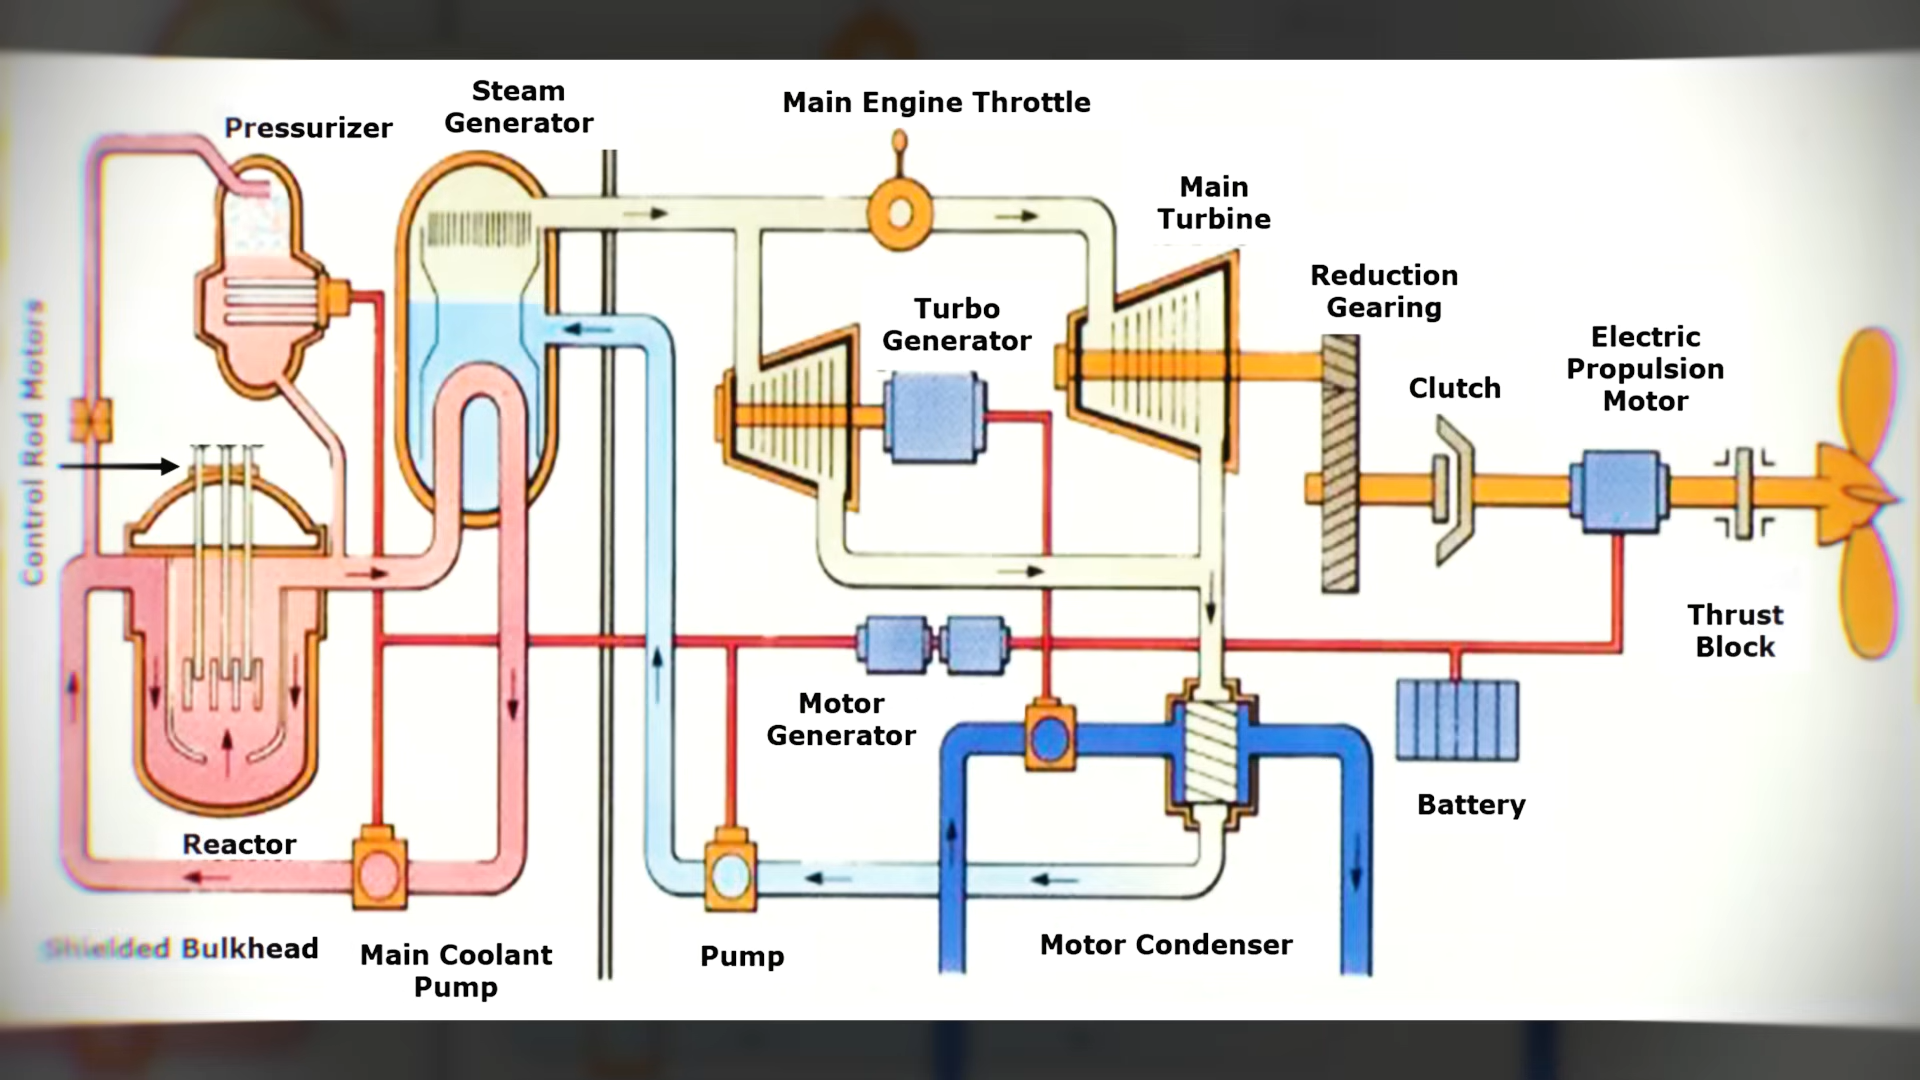 Steam
Generator
Main Engine Throttle
Pressurizer
Main
Turbine
Reduction
Gearing
Turbo
Generator
Electric
Propulsion
Motor
Clutch
Control Rod Motors
Thrust
Block
Motor
Generator
Battery
Reactor
Shielded Bulkhead
Main Coolant
Pump
Pump
Motor Condenser